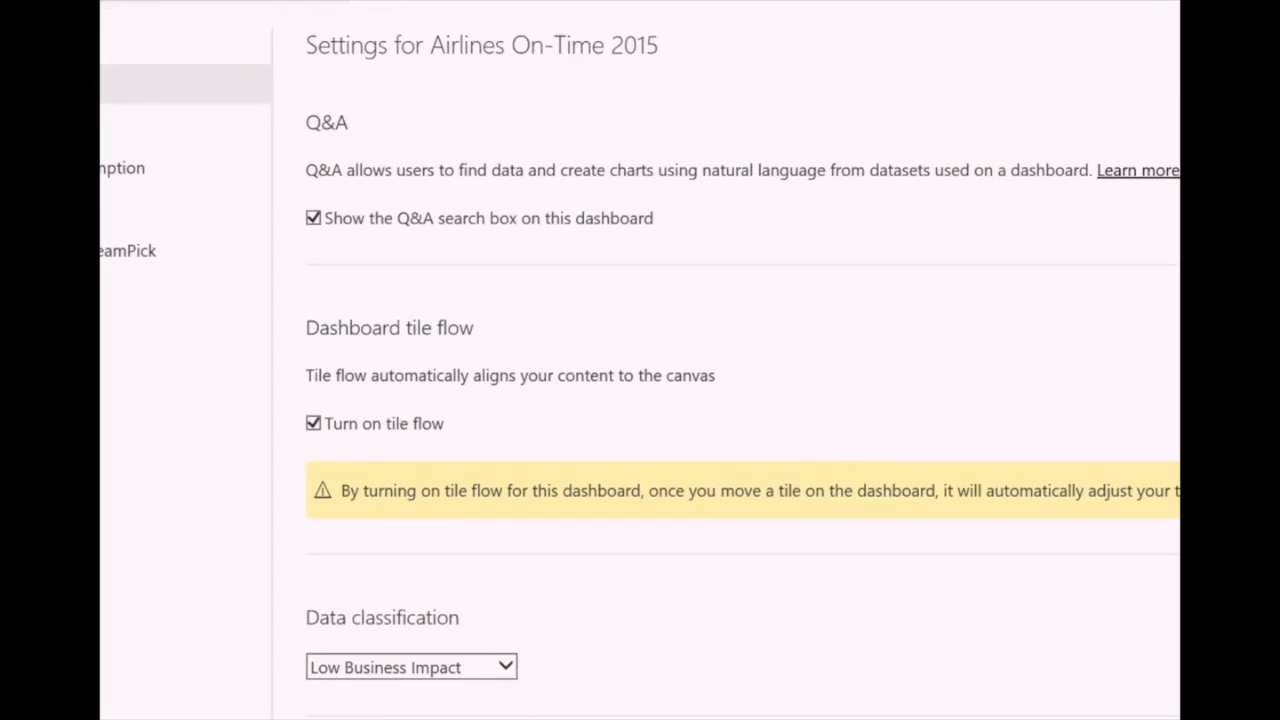 Settings for Airlines On-Time 2015
Q&A
mption
Q&A allows users to find data and create charts using natural language from datasets used on a dashboard. Learn more
Show the Q&A search box on this dashboard
eamPick
Dashboard tile flow
Tile flow automatically aligns your content to the canvas
Turn on tile flow
By turning on tile flow for this dashboard, once you move a tile on the dashboard, it will automatically adjust your t
Data classification
Low Business Impact